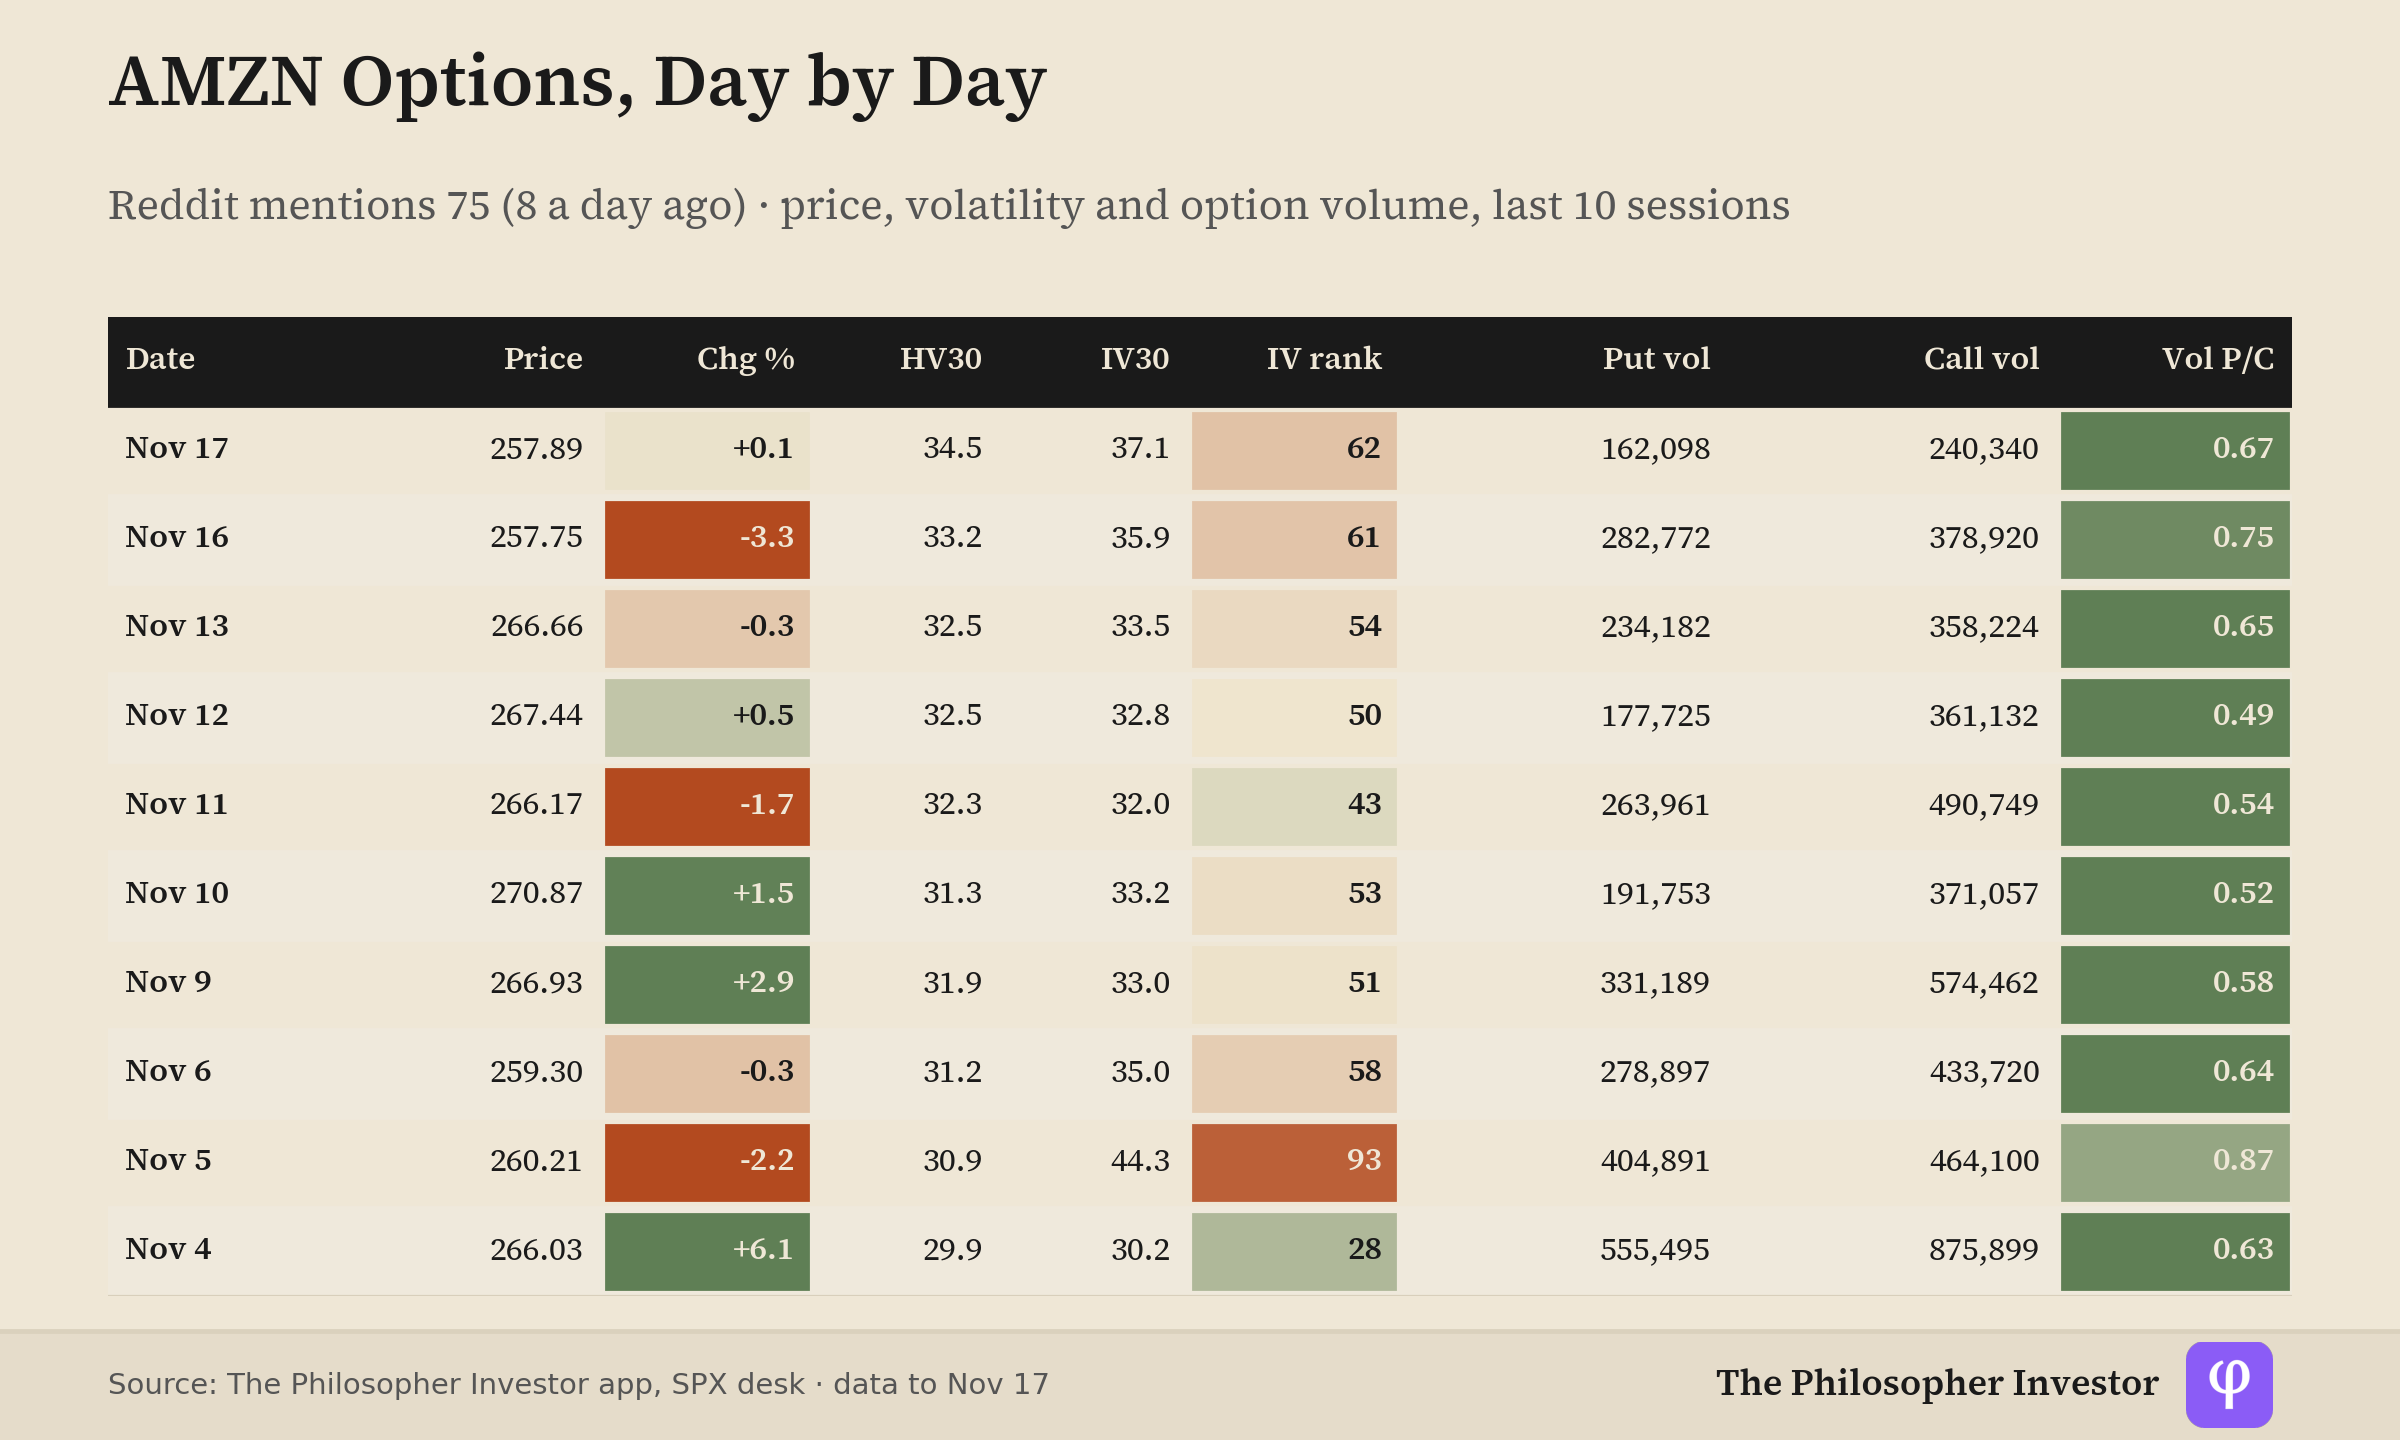 AMZN Options, Day by Day
Reddit mentions 75 (8 a day ago) · price, volatility and option volume, last 10 sessions
Date Price Chg % HV30 IV30 IV rank Put vol Call vol Vol P/C
Nov 17 257.89 +0.1 34.5 37.1 62 162,098 240,340 0.67
Nov 16 257.75 -3.3 33.2 35.9 61 282,772 378,920 0.75
Nov 13 266.66 -0.3 32.5 33.5 54 234,182 358,224 0.65
Nov 12 267.44 +0.5 32.5 32.8 50 177,725 361,132 0.49
Nov 11 266.17 -1.7 32.3 32.0 43 263,961 490,749 0.54
Nov 10 270.87 +1.5 31.3 33.2 53 191,753 371,057 0.52
Nov 9 266.93 +2.9 31.9 33.0 51 331,189 574,462 0.58
Nov 6 259.30 -0.3 31.2 35.0 58 278,897 433,720 0.64
Nov 5 260.21 -2.2 30.9 44.3 93 404,891 464,100 0.87
Nov 4 266.03 +6.1 29.9 30.2 28 555,495 875,899 0.63
Source: The Philosopher Investor app, SPX desk · data to Nov 17
The Philosopher Investor φ